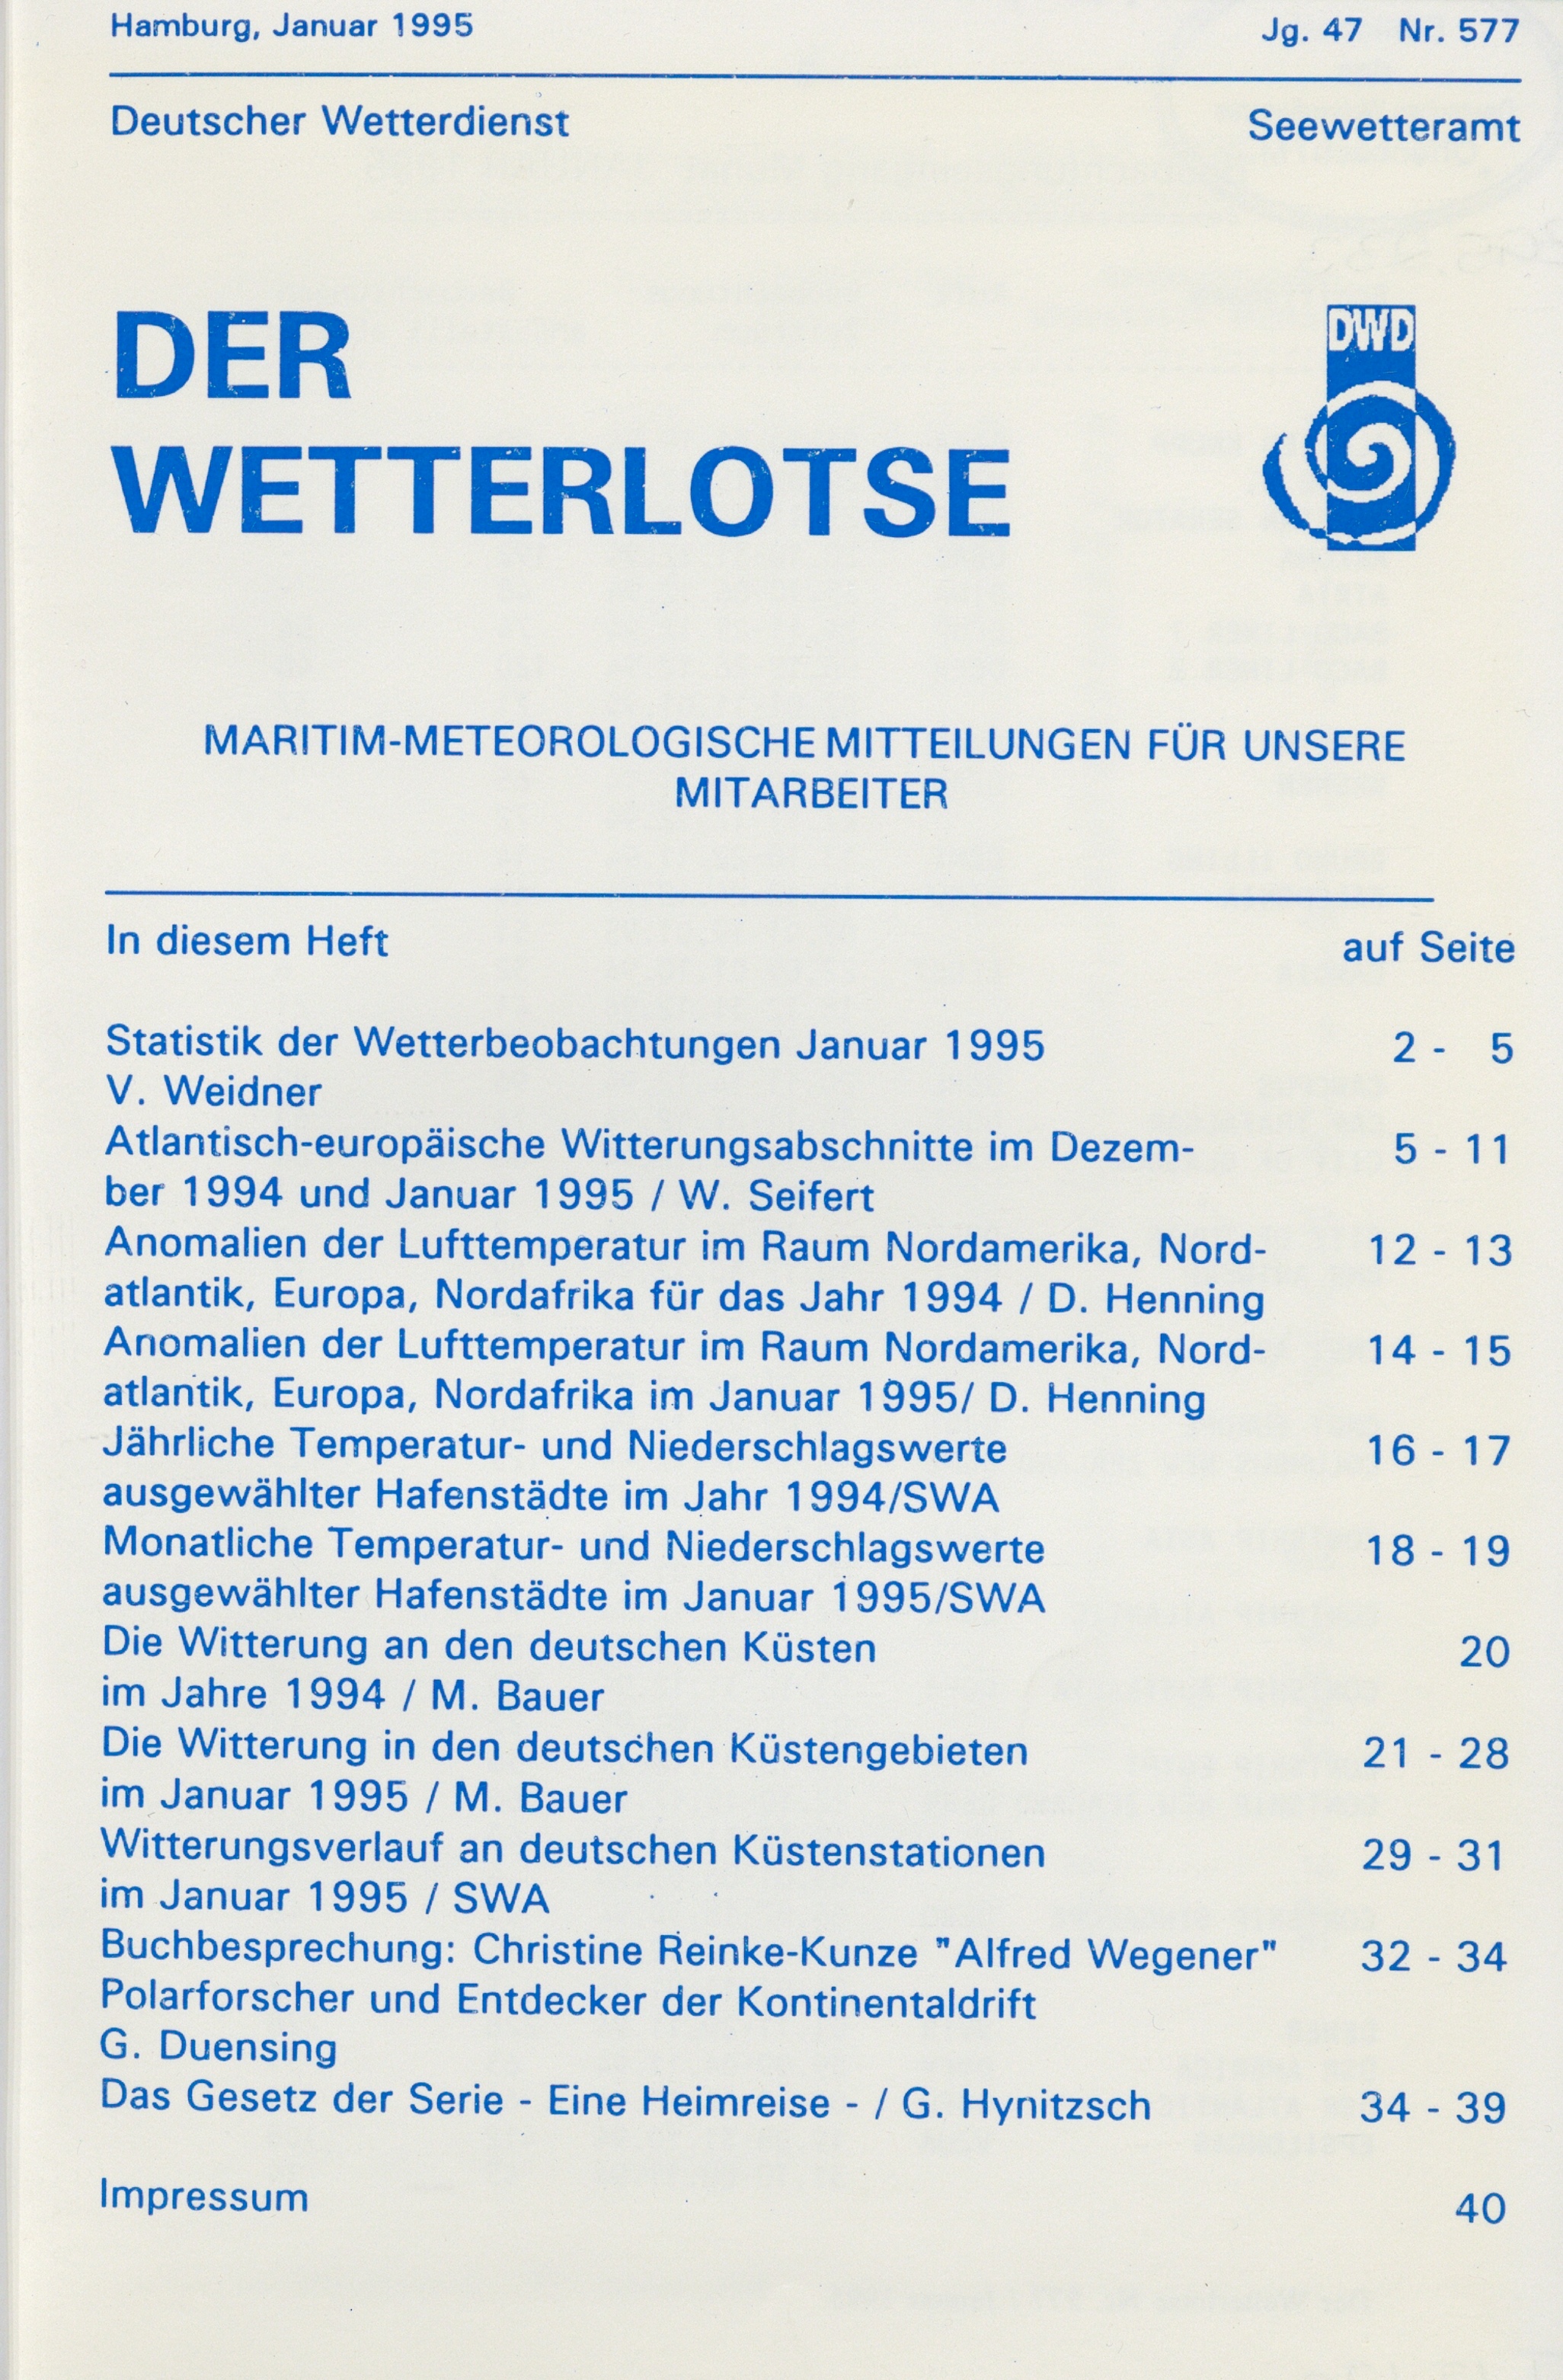 Hamburg, Januar 1995 Jg. 47 Nr. 577
Deutscher Wetterdienst Seewetteramt
DER
WETTERLOTSE
DWD
MARITIM-METEOROLOGISCHE MITTEILUNGEN FÜR UNSERE
MITARBEITER
In diesem Heft auf Seite
Statistik der Wetterbeobachtungen Januar 1995 2 - 5
V. Weidner
Atlantisch-europäische Witterungsabschnitte im Dezem- 5 - 11
ber 1994 und Januar 1995 / W. Seifert
Anomalien der Lufttemperatur im Raum Nordamerika, Nord- 12 - 13
atlantik, Europa, Nordafrika für das Jahr 1994 / D. Henning
Anomalien der Lufttemperatur im Raum Nordamerika, Nord- 14 - 15
atlantik, Europa, Nordafrika im Januar 1995/ D. Henning
Jährliche Temperatur- und Niederschlagswerte 16 - 17
ausgewählter Hafenstädte im Jahr 1994/SWA
Monatliche Temperatur- und Niederschlagswerte 18 - 19
ausgewählter Hafenstädte im Januar 1995/SWA
Die Witterung an den deutschen Küsten 20
im Jahre 1994 / M. Bauer
Die Witterung in den deutschen Küstengebieten 21 - 28
im Januar 1995 / M. Bauer
Witterungsverlauf an deutschen Küstenstationen 29 - 31
im Januar 1995 / SWA
Buchbesprechung: Christine Reinke-Kunze "Alfred Wegener" 32 - 34
Polarforscher und Entdecker der Kontinentaldrift
G. Duensing
Das Gesetz der Serie - Eine Heimreise - / G. Hynitzsch 34 - 39
Impressum 40